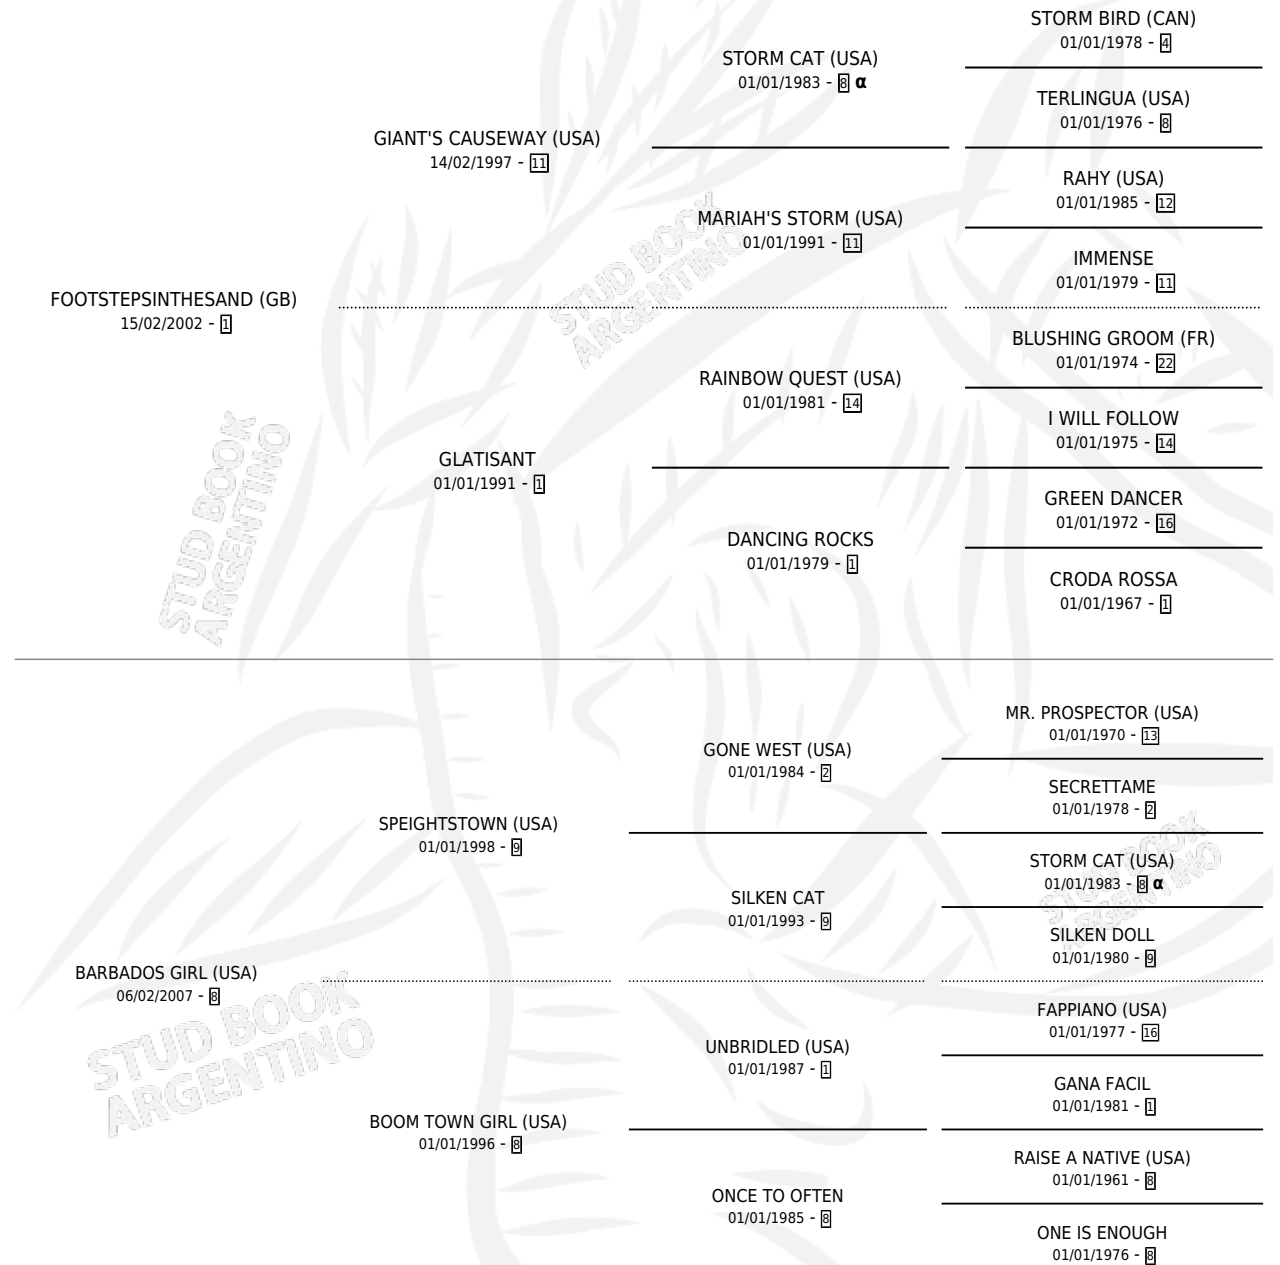 STORM BIRD (CAN)
01/01/1978 - 4
STORM CAT (USA)
01/01/1983 - 8 α
TERLINGUA (USA)
01/01/1976 - 8
GIANT'S CAUSEWAY (USA)
14/02/1997 - 11
RAHY (USA)
01/01/1985 - 12
MARIAH'S STORM (USA)
01/01/1991 - 11
IMMENSE
01/01/1979 - 11
FOOTSTEPSINTHESAND (GB)
15/02/2002 - 1
BLUSHING GROOM (FR)
01/01/1974 - 22
RAINBOW QUEST (USA)
01/01/1981 - 14
I WILL FOLLOW
01/01/1975 - 14
GLATISANT
01/01/1991 - 1
GREEN DANCER
01/01/1972 - 16
DANCING ROCKS
01/01/1979 - 1
CRODA ROSSA
01/01/1967 - 1
MR. PROSPECTOR (USA)
01/01/1970 - 13
GONE WEST (USA)
01/01/1984 - 2
SECRETTAME
01/01/1978 - 2
SPEIGHTSTOWN (USA)
01/01/1998 - 9
STORM CAT (USA)
01/01/1983 - 8 α
SILKEN CAT
01/01/1993 - 9
SILKEN DOLL
01/01/1980 - 9
BARBADOS GIRL (USA)
06/02/2007 - 8
FAPPIANO (USA)
01/01/1977 - 16
UNBRIDLED (USA)
01/01/1987 - 1
GANA FACIL
01/01/1981 - 1
BOOM TOWN GIRL (USA)
01/01/1996 - 8
RAISE A NATIVE (USA)
01/01/1961 - 8
ONCE TO OFTEN
01/01/1985 - 8
ONE IS ENOUGH
01/01/1976 - 8
STUD BOOK
ARGENTINO
STUD BOOK
ARGENTINO
STUD BOOK
ARGENTINO
STUD BOOK
ARGENTINO